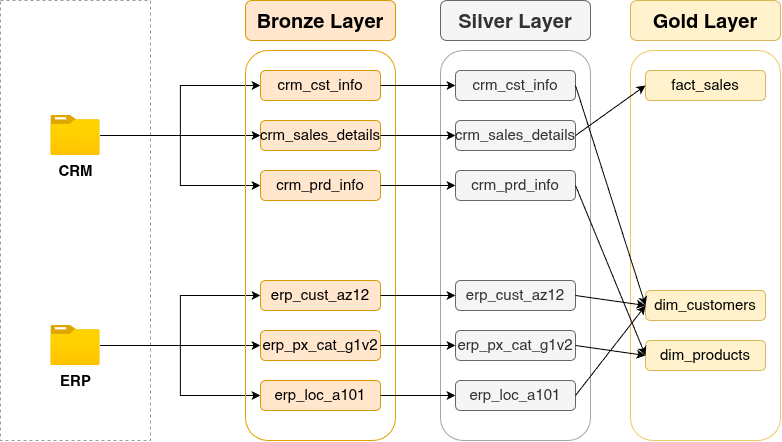 Bronze Layer
Silver Layer
Gold Layer
crm_cst_info
crm_cst_info
fact_sales
CRM
crm_sales_details
crm_sales_details
crm_prd_info
crm_prd_info
erp_cust_az12
erp_cust_az12
dim_customers
ERP
erp_px_cat_g1v2
erp_px_cat_g1v2
dim_products
erp_loc_a101
erp_loc_a101